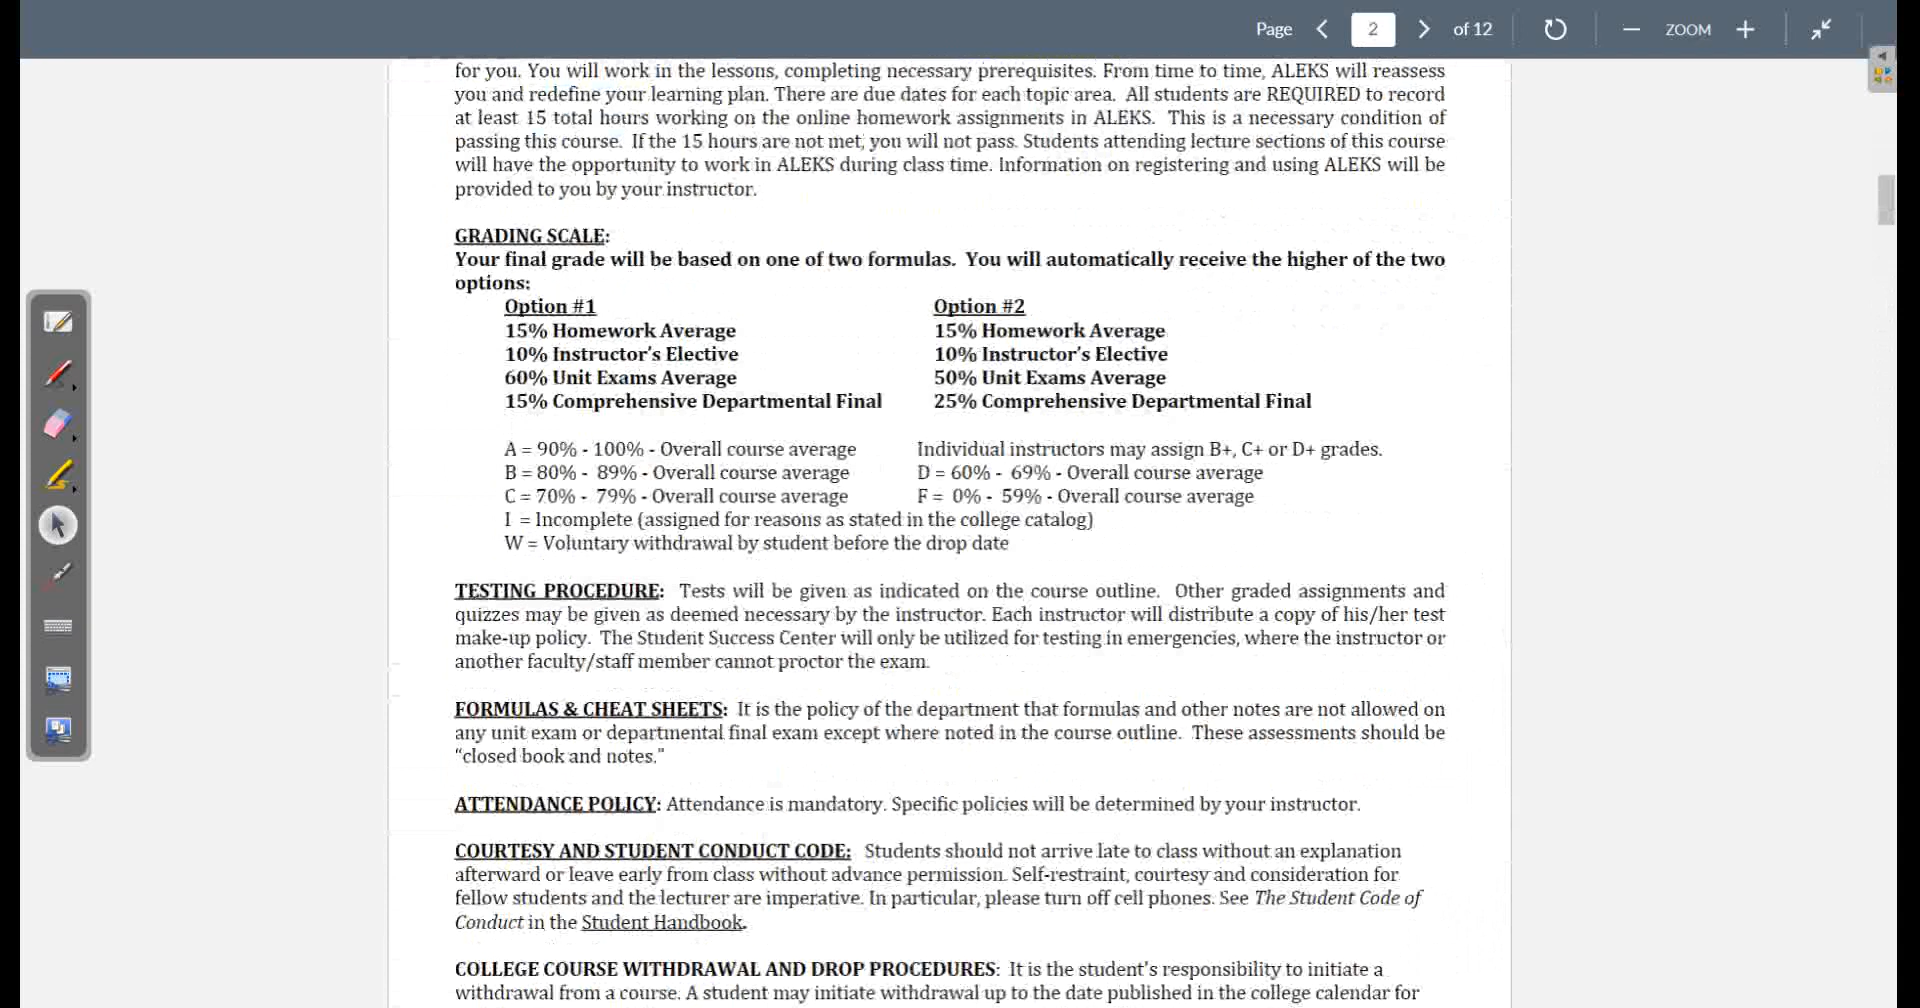 Page 2 of 12 ZOOM
for you. You will work in the lessons, completing necessary prerequisites. From time to time, ALEKS will reassess
you and redefine your learning plan. There are due dates for each topic area.  All students are REQUIRED to record
at least 15 total hours working on the online homework assignments in ALEKS.  This is a necessary condition of
passing this course.  If the 15 hours are not met, you will not pass. Students attending lecture sections of this course
will have the opportunity to work in ALEKS during class time. Information on registering and using ALEKS will be
provided to you by your instructor.
GRADING SCALE:
Your final grade will be based on one of two formulas.  You will automatically receive the higher of the two
options:
Option #1 Option #2
15% Homework Average 15% Homework Average
10% Instructor's Elective 10% Instructor's Elective
60% Unit Exams Average 50% Unit Exams Average
15% Comprehensive Departmental Final 25% Comprehensive Departmental Final
A = 90% - 100% - Overall course average Individual instructors may assign B+, C+ or D+ grades.
B = 80% -  89% - Overall course average D = 60% -  69% - Overall course average
C = 70% -  79% - Overall course average F =  0% -  59% - Overall course average
I  = Incomplete (assigned for reasons as stated in the college catalog)
W = Voluntary withdrawal by student before the drop date
TESTING PROCEDURE:  Tests will be given as indicated on the course outline.  Other graded assignments and
quizzes may be given as deemed necessary by the instructor. Each instructor will distribute a copy of his/her test
make-up policy.  The Student Success Center will only be utilized for testing in emergencies, where the instructor or
another faculty/staff member cannot proctor the exam.
FORMULAS & CHEAT SHEETS:  It is the policy of the department that formulas and other notes are not allowed on
any unit exam or departmental final exam except where noted in the course outline.  These assessments should be
"closed book and notes."
ATTENDANCE POLICY: Attendance is mandatory. Specific policies will be determined by your instructor.
COURTESY AND STUDENT CONDUCT CODE:  Students should not arrive late to class without an explanation
afterward or leave early from class without advance permission. Self-restraint, courtesy and consideration for
fellow students and the lecturer are imperative. In particular, please turn off cell phones. See The Student Code of
Conduct in the Student Handbook.
COLLEGE COURSE WITHDRAWAL AND DROP PROCEDURES:  It is the student's responsibility to initiate a
withdrawal from a course. A student may initiate withdrawal up to the date published in the college calendar for